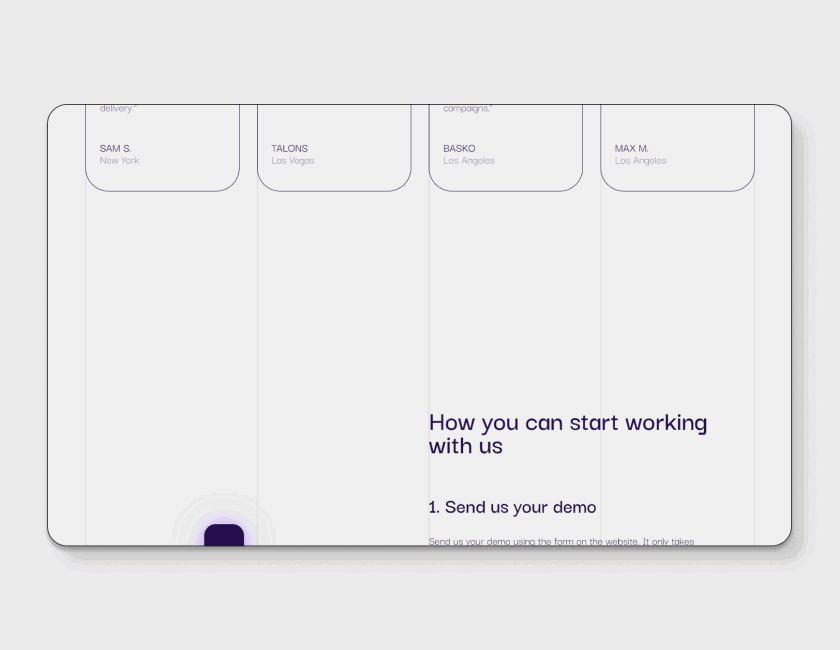 delivery."
campaigns."
SAM S.
New York
TALONS
Las Vegas
BASKO
Los Angeles
MAX M.
Los Angeles
How you can start working
with us
1. Send us your demo
Send us your demo using the form on the website. It only takes